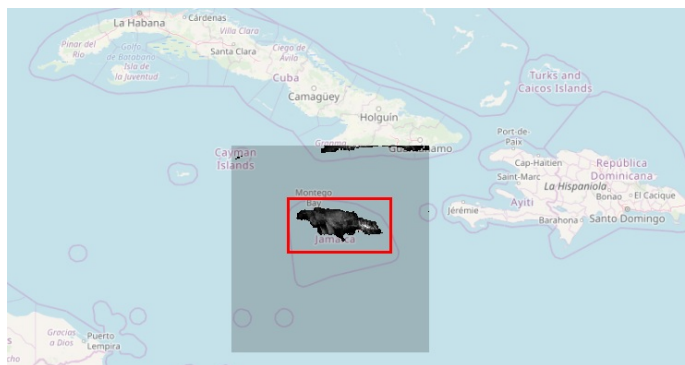 La Habana
Cárdenas
Villa Clara
Pinar del
Río
Golfo
de Batabanó
Isla de
la Juventud
Santa Clara
Ciego de
Ávila
Cuba
Camagüey
Holguín
Granma
Turks and
Caicos Islands
Cayman
Islands
Port-de-
Paix
Cap-Haïtien
Saint-Marc
República
Dominicana
La Hispaniola
Bonao
El Cacique
Ayiti
Jérémie
Barahona
Santo Domingo
Montego
Bay
Jamaica
Gracias
a Dios
Puerto
Lempira